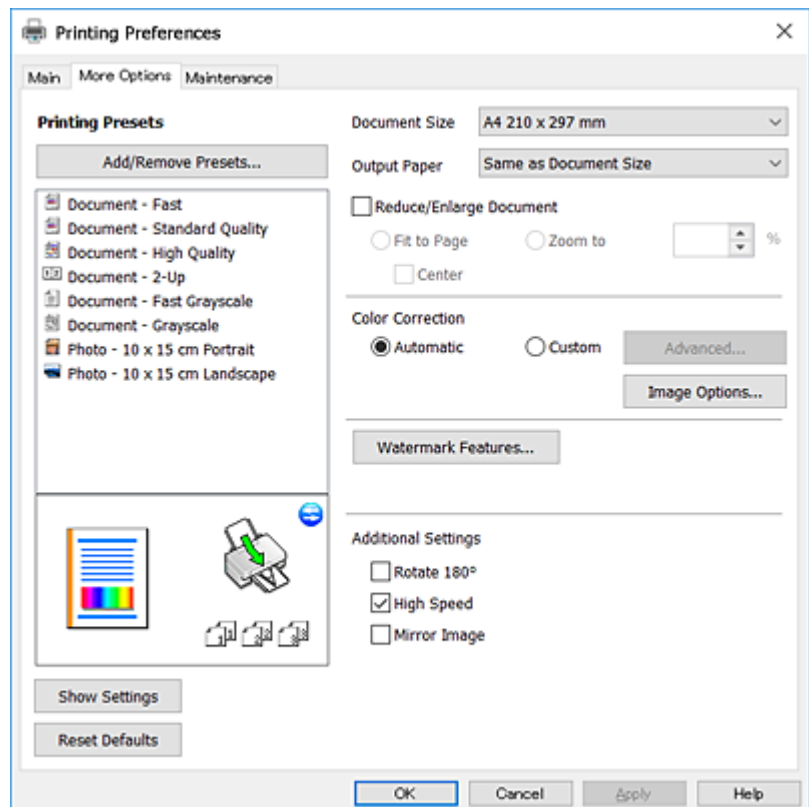 Printing Preferences
Main More Options Maintenance
Printing Presets
Add/Remove Presets...
Document - Fast
Document - Standard Quality
Document - High Quality
Document - 2-Up
Document - Fast Grayscale
Document - Grayscale
Photo - 10 x 15 cm Portrait
Photo - 10 x 15 cm Landscape
Show Settings
Reset Defaults
Document Size A4 210 x 297 mm
Output Paper Same as Document Size
Reduce/Enlarge Document
Fit to Page Zoom to %
Center
Color Correction
Automatic Custom Advanced...
Image Options...
Watermark Features...
Additional Settings
Rotate 180°
High Speed
Mirror Image
OK Cancel Apply Help